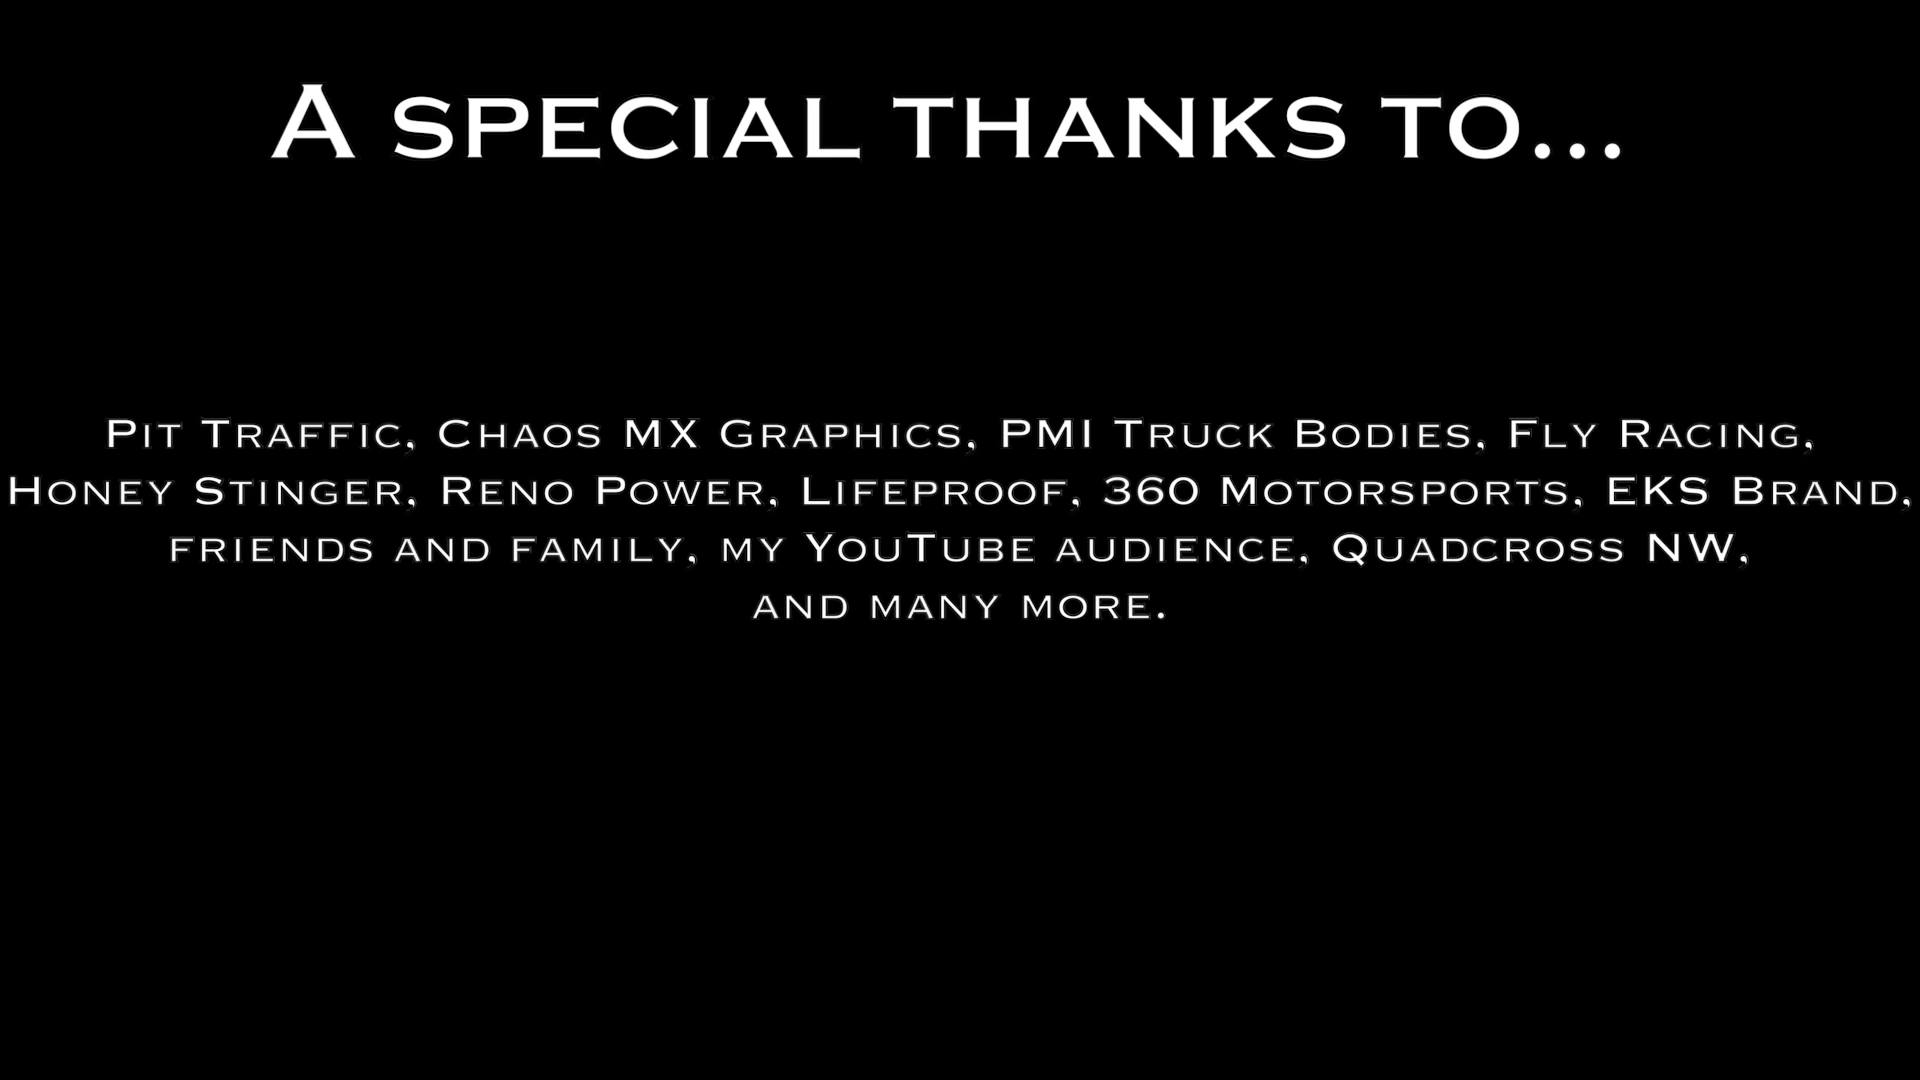 A special thanks to...
Pit Traffic, Chaos MX Graphics, PMI Truck Bodies, Fly Racing,
Honey Stinger, Reno Power, Lifeproof, 360 Motorsports, EKS Brand,
friends and family, my YouTube audience, Quadcross NW,
and many more.